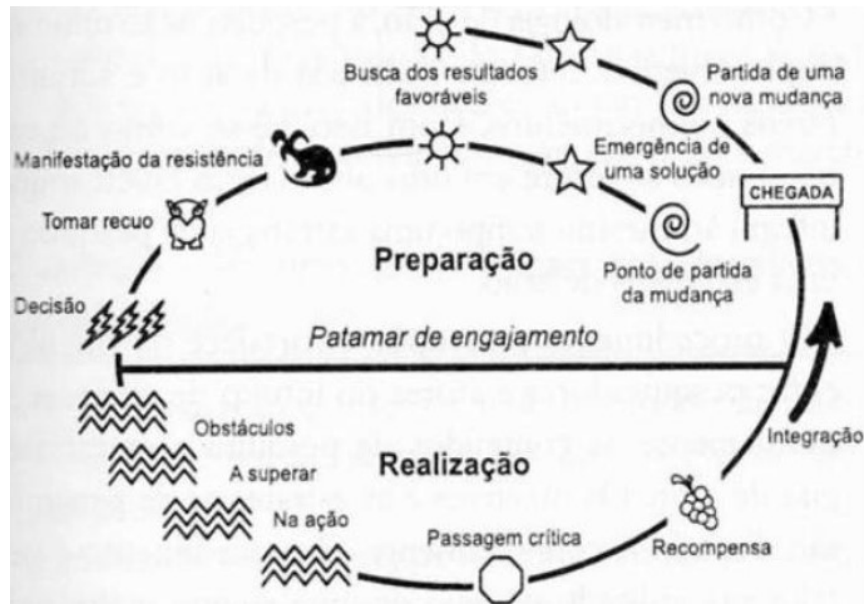 Busca dos resultados
favoráveis
Partida de uma
nova mudança
Manifestação da resistência
Emergência de
uma solução
CHEGADA
Tomar recuo
Preparação
Ponto de partida
da mudança
Decisão
Patamar de engajamento
Obstáculos
A superar
Integração
Realização
Na ação
Passagem crítica
Recompensa